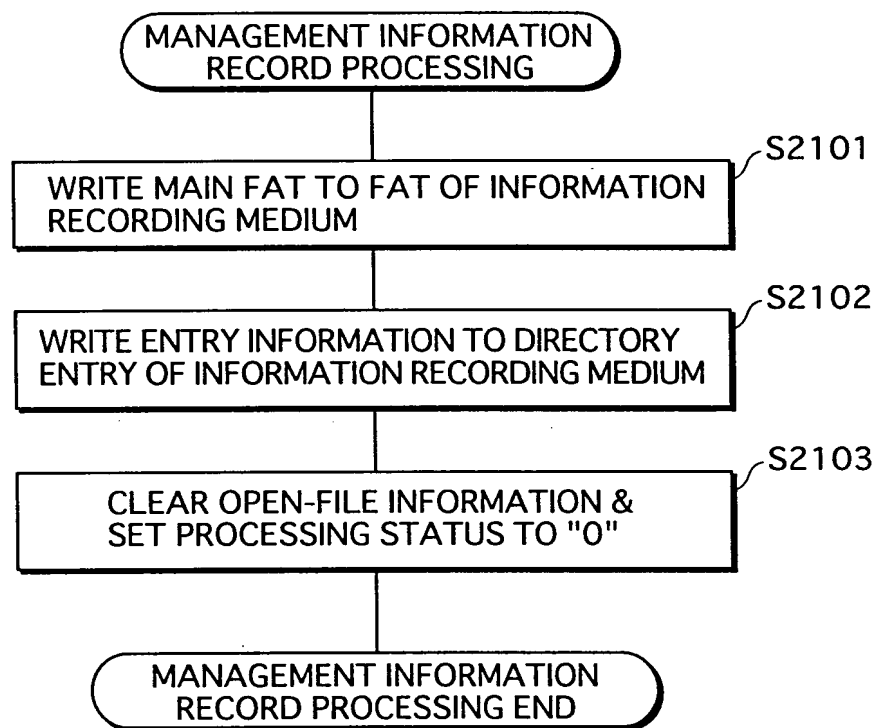 MANAGEMENT INFORMATION
RECORD PROCESSING
S2101
WRITE MAIN FAT TO FAT OF INFORMATION
RECORDING MEDIUM
S2102
WRITE ENTRY INFORMATION TO DIRECTORY
ENTRY OF INFORMATION RECORDING MEDIUM
S2103
CLEAR OPEN-FILE INFORMATION &
SET PROCESSING STATUS TO "0"
MANAGEMENT INFORMATION
RECORD PROCESSING END